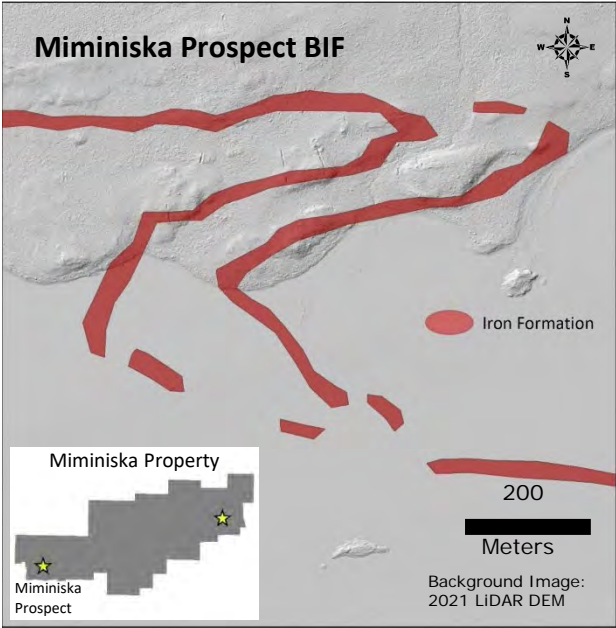 Miminiska Prospect BIF
N
W E
S
Iron Formation
Miminiska Property
Miminiska
Prospect
200
Meters
Background Image:
2021 LiDAR DEM